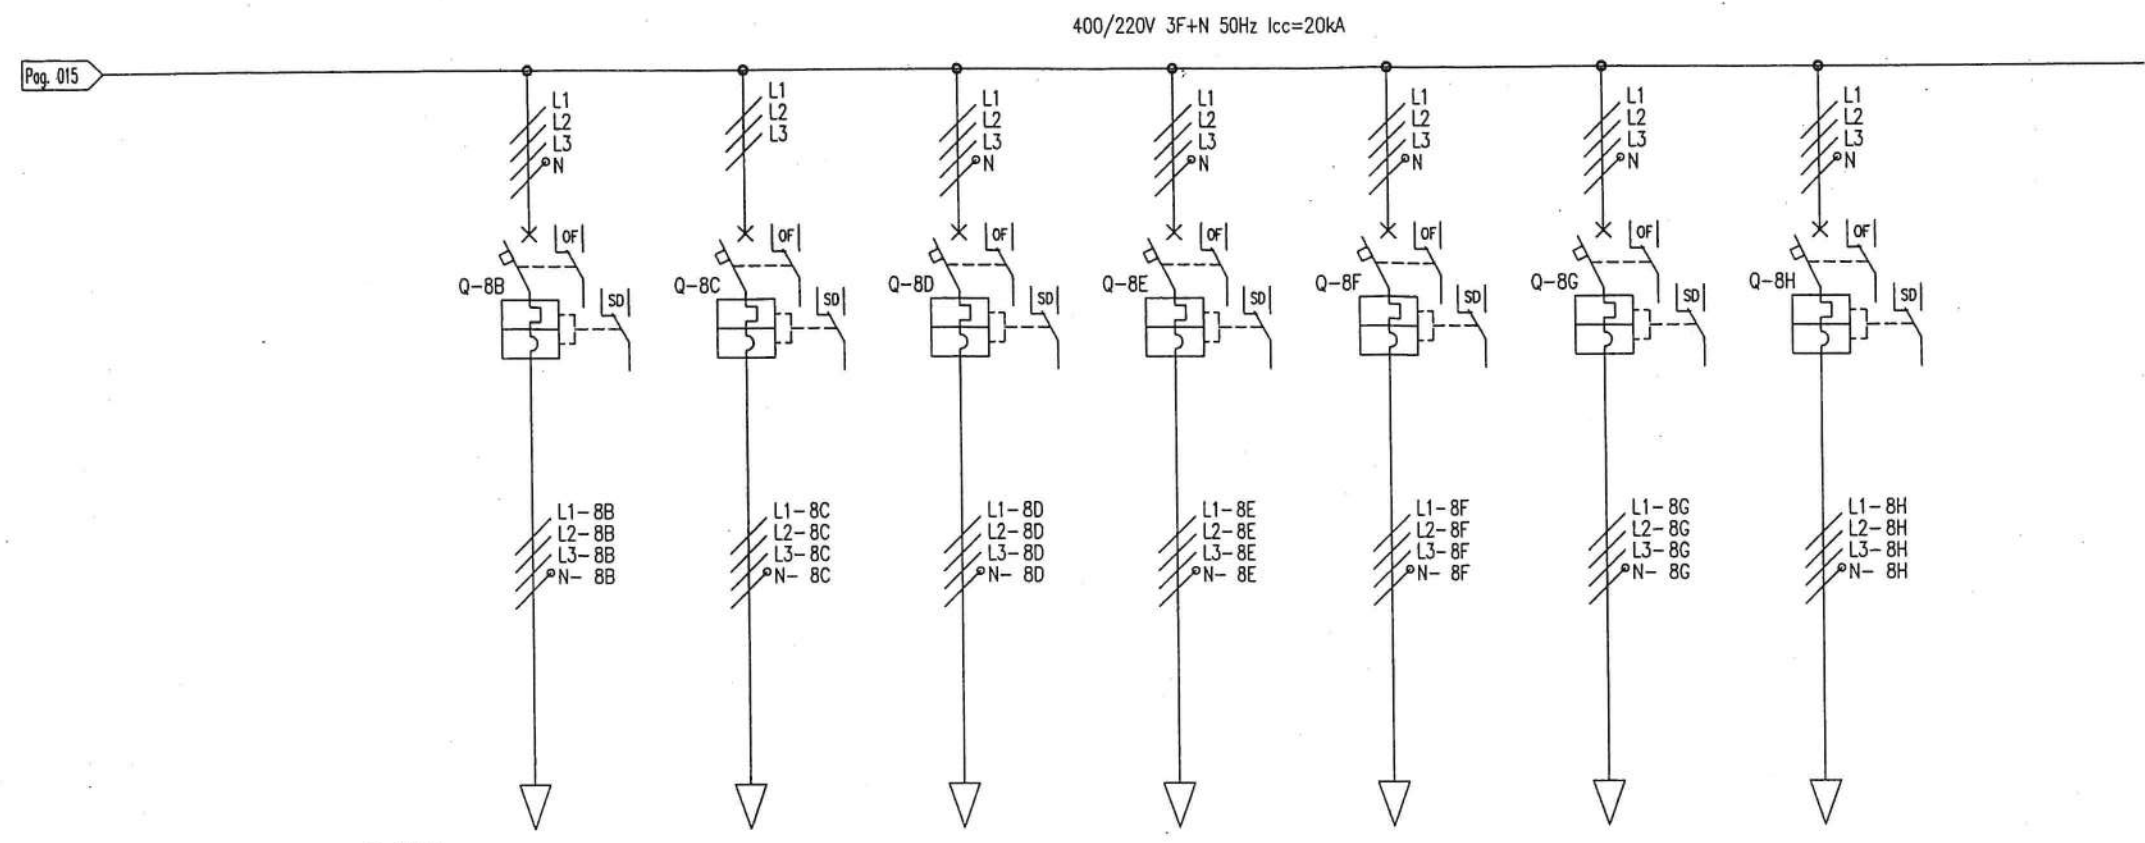 400/220V 3F+N 50Hz Icc=20kA
Pag. 015
L1
L2
L3
N
OF
Q-8B
SD
L1-8B
L2-8B
L3-8B
N- 8B
L1
L2
L3
OF
Q-8C
SD
L1-8C
L2-8C
L3-8C
N- 8C
L1
L2
L3
N
OF
Q-8D
SD
L1-8D
L2-8D
L3-8D
N- 8D
L1
L2
L3
N
OF
Q-8E
SD
L1-8E
L2-8E
L3-8E
N- 8E
L1
L2
L3
N
OF
Q-8F
SD
L1-8F
L2-8F
L3-8F
N- 8F
L1
L2
L3
N
OF
Q-8G
SD
L1-8G
L2-8G
L3-8G
N- 8G
L1
L2
L3
N
OF
Q-8H
SD
L1-8H
L2-8H
L3-8H
N- 8H